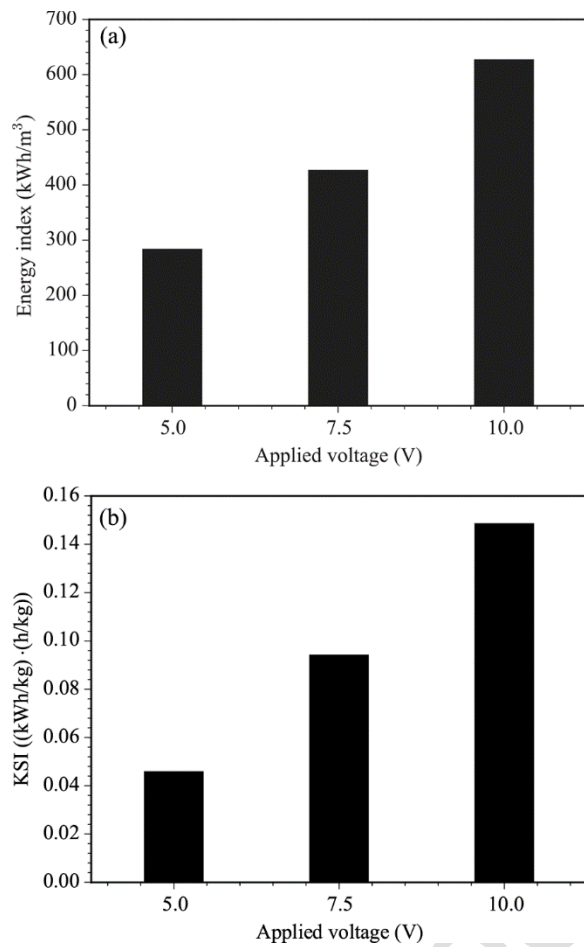 (a)
700
600
500
400
300
200
100
0
Energy index (kWh/m³)
5.0 7.5 10.0
Applied voltage (V)
(b)
0.16
0.14
0.12
0.10
0.08
0.06
0.04
0.02
0.00
KSI ((kWh/kg)·(h/kg))
5.0 7.5 10.0
Applied voltage (V)